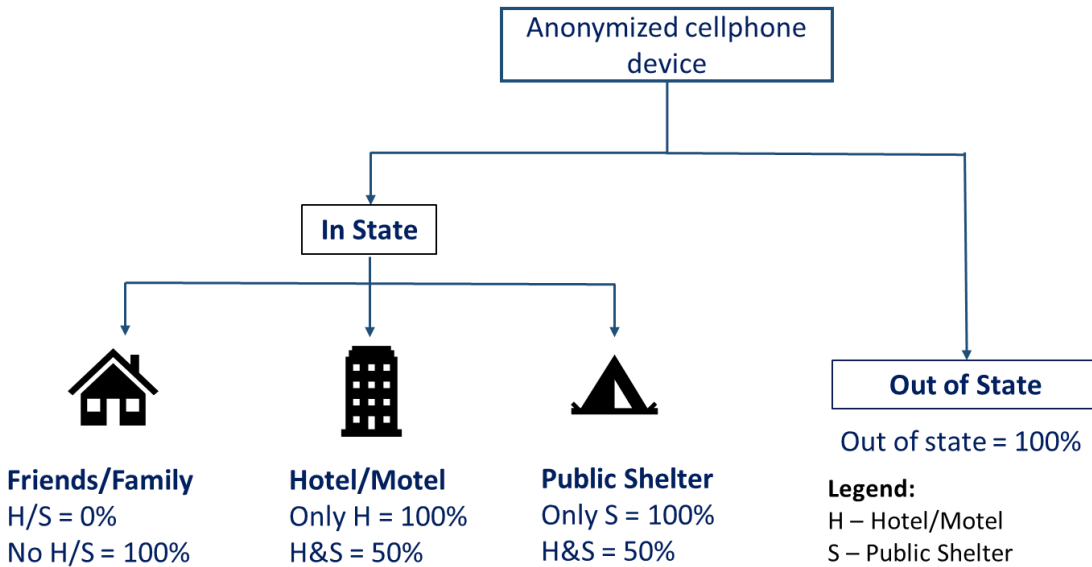 Anonymized cellphone
device
In State
Out of State
Out of state = 100%
Friends/Family
H/S = 0%
No H/S = 100%
Hotel/Motel
Only H = 100%
H&S = 50%
Public Shelter
Only S = 100%
H&S = 50%
Legend:
H – Hotel/Motel
S – Public Shelter